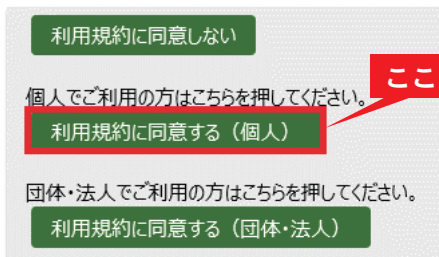 利用規約に同意しない
ここ
個人でご利用の方はこちらを押してください。
利用規約に同意する（個人）
団体・法人でご利用の方はこちらを押してください。
利用規約に同意する（団体・法人）